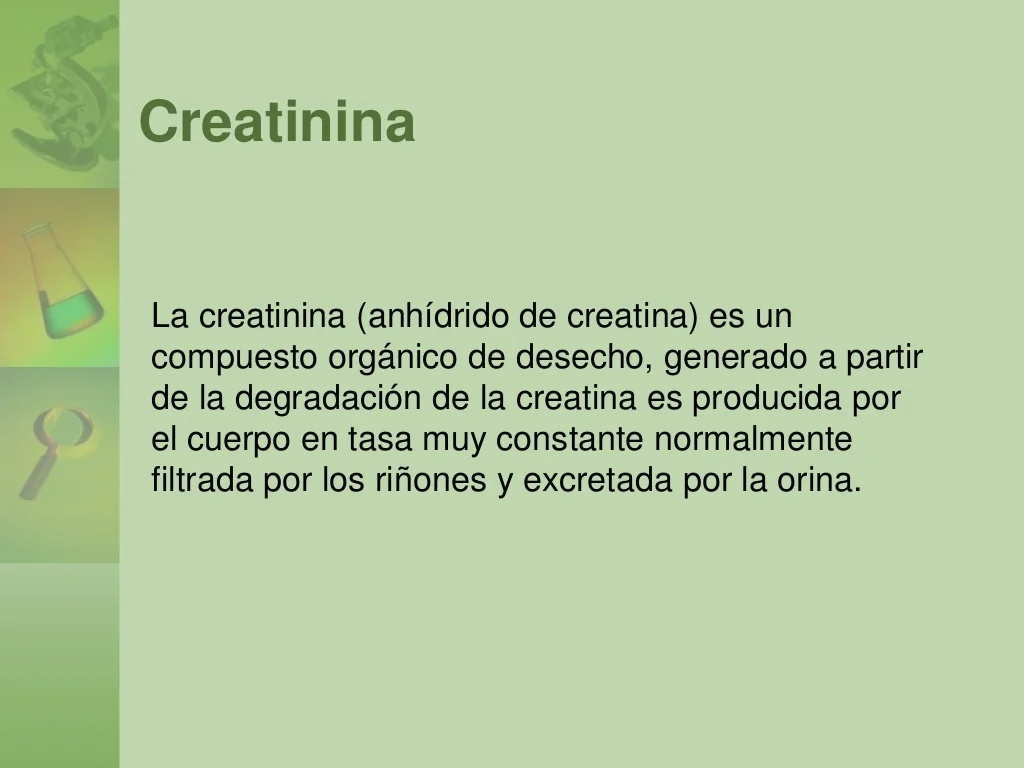 Creatinina
La creatinina (anhídrido de creatina) es un
compuesto orgánico de desecho, generado a partir
de la degradación de la creatina es producida por
el cuerpo en tasa muy constante normalmente
filtrada por los riñones y excretada por la orina.